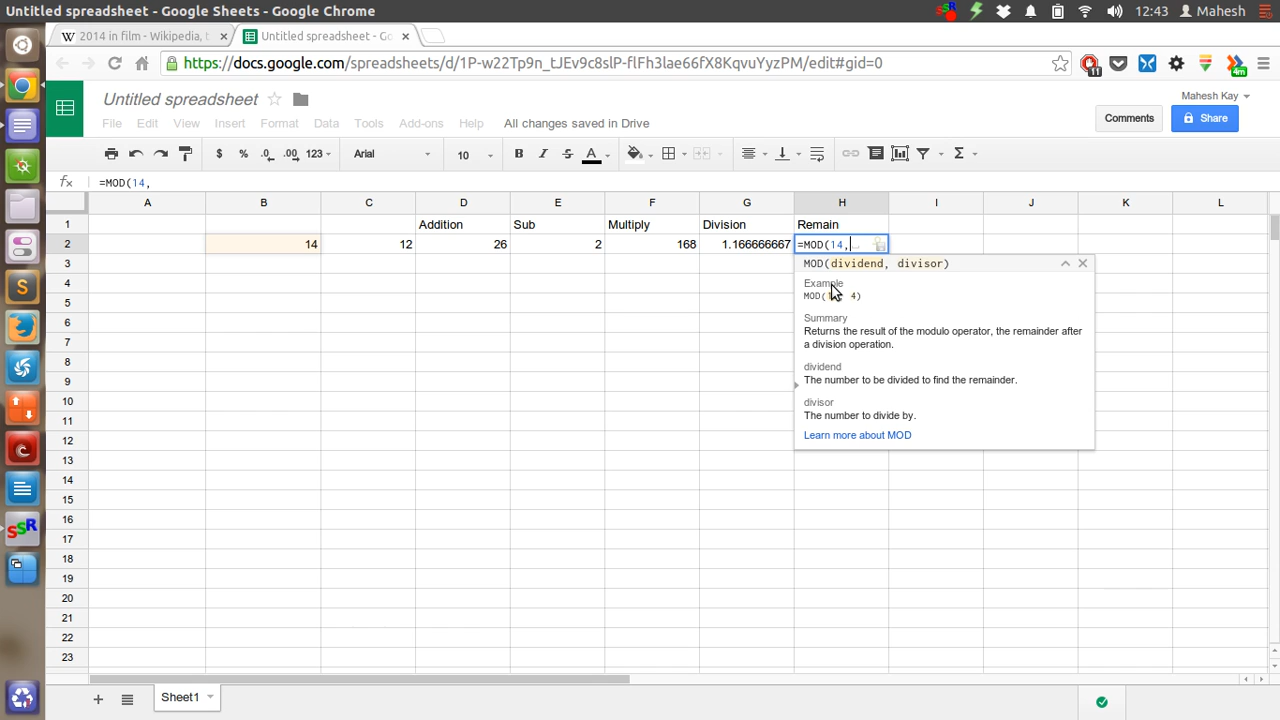 Untitled spreadsheet - Google Sheets - Google Chrome
12:43 Mahesh
W 2014 in film - Wikipedia, t ×
Untitled spreadsheet - Go ×
https://docs.google.com/spreadsheets/d/1P-w22Tp9n_tJEv9c8slP-flFh3lae66fX8KqvuYyzPM/edit#gid=0
11
4m
Untitled spreadsheet
Mahesh Kay
File Edit View Insert Format Data Tools Add-ons Help All changes saved in Drive
Comments Share
$ % .0 .00 123 Arial 10 B I S A Σ
fx =MOD(14,
A B C D E F G H I J K L
1 Addition Sub Multiply Division Remain
2 14 12 26 2 168 1.166666667 =MOD(14,
3 MOD(dividend, divisor)
4 Example
5 MOD( 4)
6 Summary
Returns the result of the modulo operator, the remainder after
7 a division operation.
8 dividend
9 The number to be divided to find the remainder.
10 divisor
11 The number to divide by.
12 Learn more about MOD
13
14
15
16
17
18
19
20
21
22
23
S
SSR
+ Sheet1